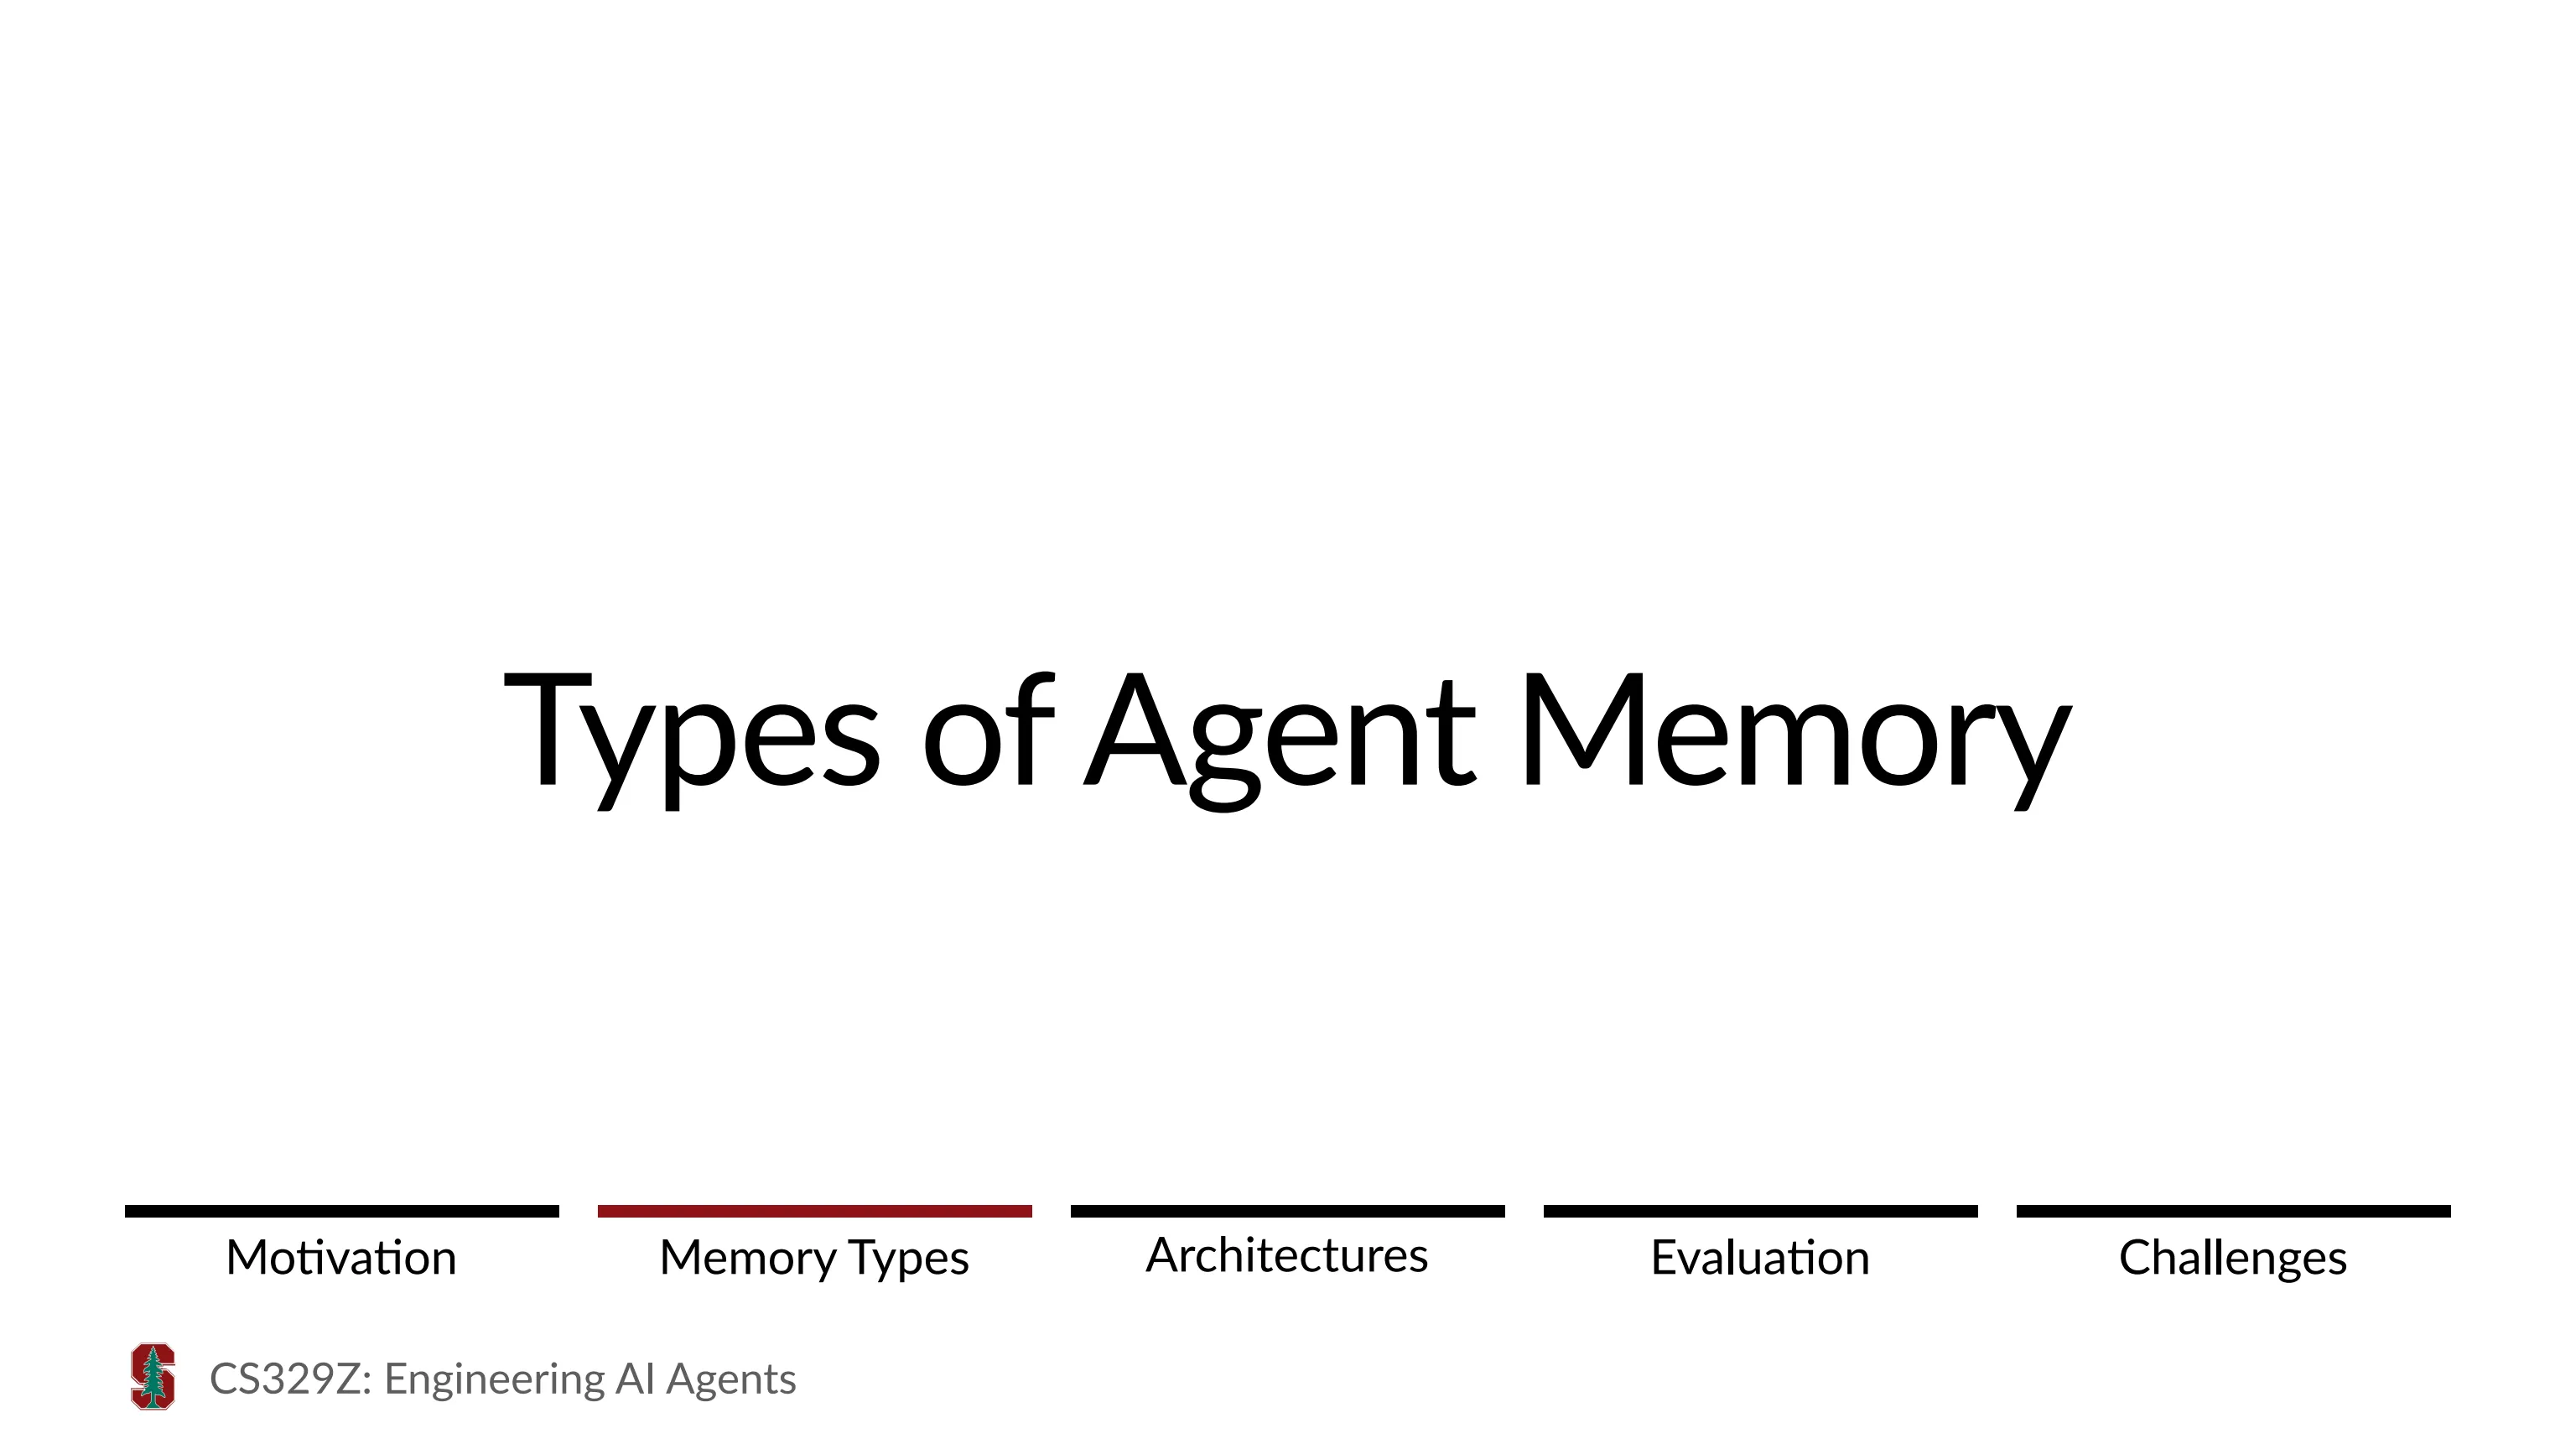 Types of Agent Memory
Motivation
Memory Types
Architectures
Evaluation
Challenges
CS329Z: Engineering AI Agents